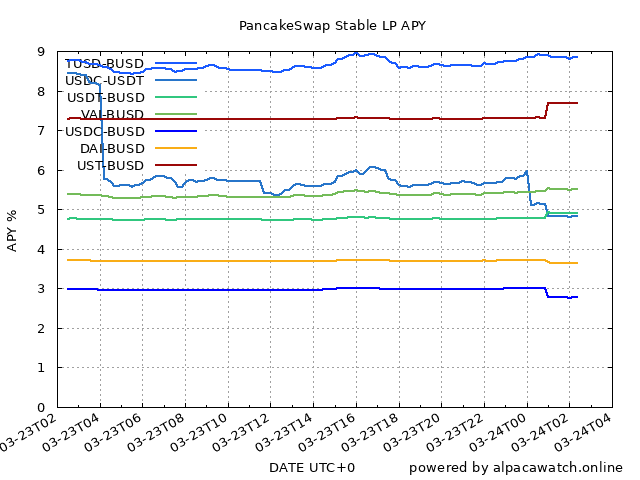 PancakeSwap Stable LP APY
TUSD-BUSD
USDC-USDT
USDT-BUSD
VAI-BUSD
USDC-BUSD
DAI-BUSD
UST-BUSD
9
8
7
6
5
4
3
2
1
0
APY %
03-23T02
03-23T04
03-23T06
03-23T08
03-23T10
03-23T12
03-23T14
03-23T16
03-23T18
03-23T20
03-23T22
03-24T00
03-24T02
03-24T04
DATE UTC+0
powered by alpacawatch.online